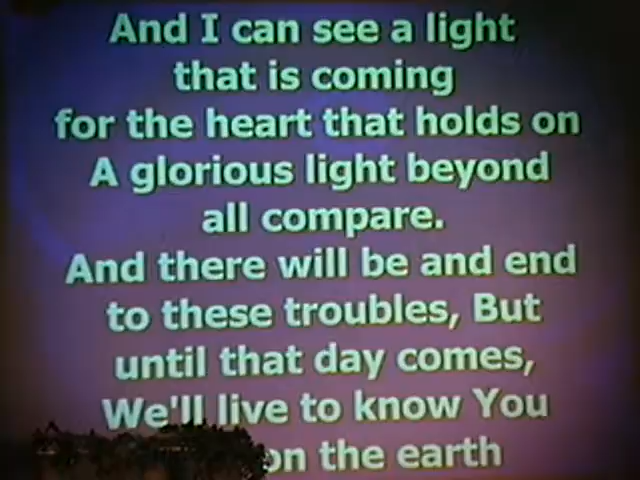 And I can see a light
that is coming
for the heart that holds on
A glorious light beyond
all compare.
And there will be and end
to these troubles, But
until that day comes,
We'll live to know You
on the earth